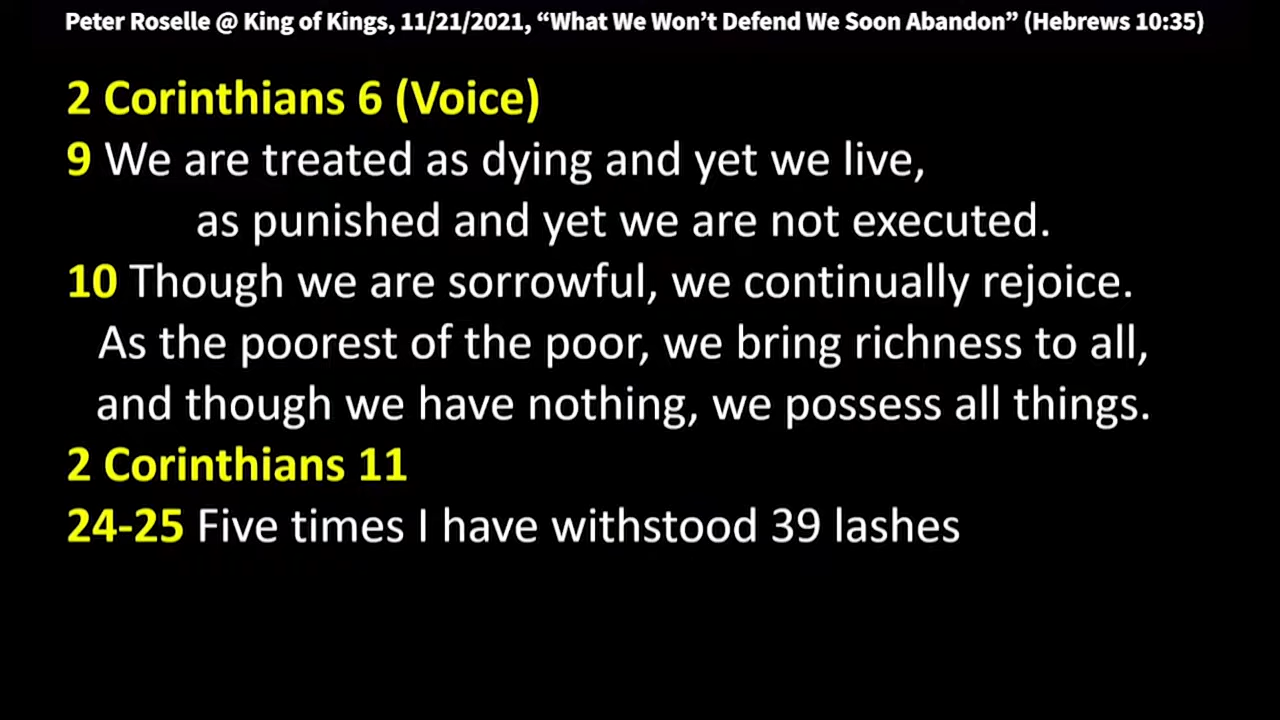 Peter Roselle @ King of Kings, 11/21/2021, “What We Won’t Defend We Soon Abandon” (Hebrews 10:35)
2 Corinthians 6 (Voice)
9 We are treated as dying and yet we live,
as punished and yet we are not executed.
10 Though we are sorrowful, we continually rejoice.
As the poorest of the poor, we bring richness to all,
and though we have nothing, we possess all things.
2 Corinthians 11
24-25 Five times I have withstood 39 lashes